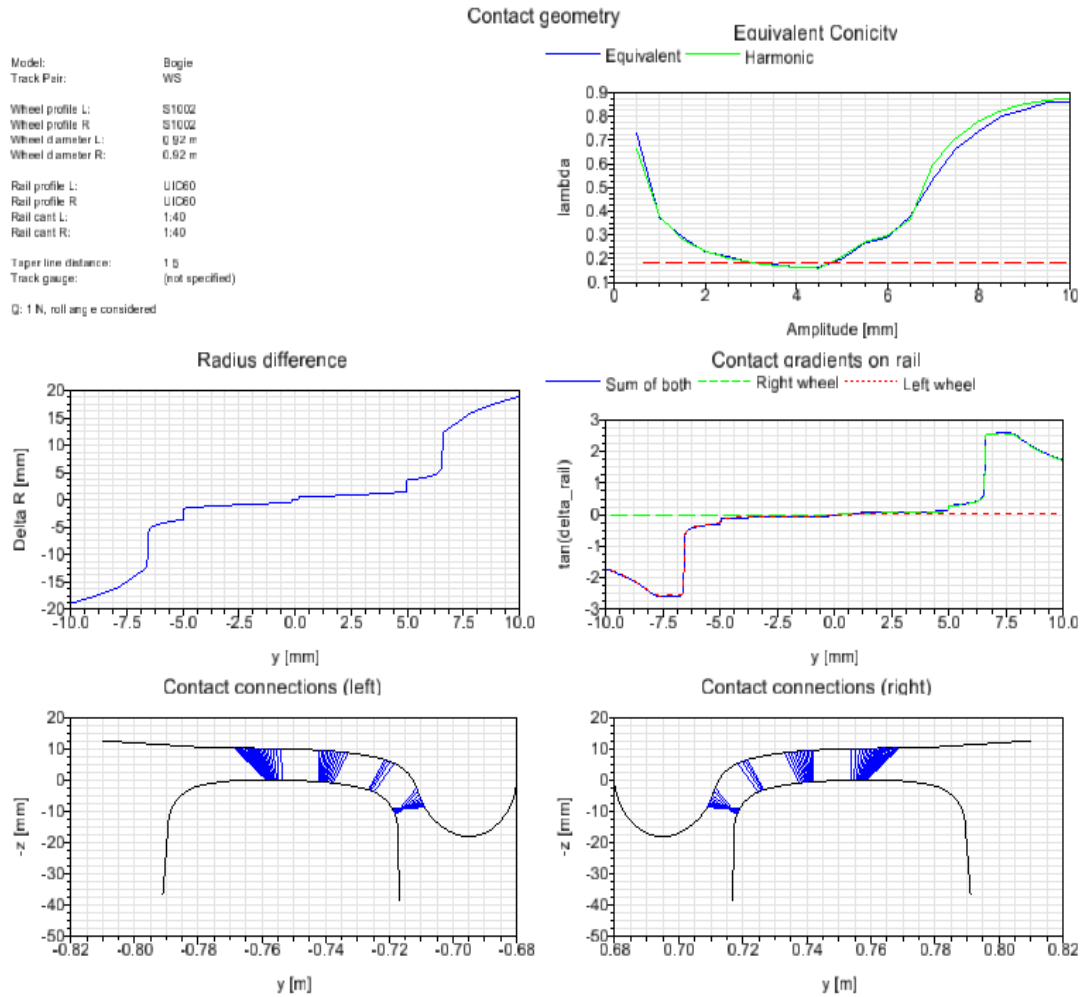 Contact geometry
Model: Bogie
Track Pair: WS
Wheel profile L: S1002
Wheel profile R S1002
Wheel diameter L: 0.92 m
Wheel diameter R: 0.92 m
Rail profile L: UIC60
Rail profile R UIC60
Rail cant L: 1:40
Rail cant R: 1:40
Taper line distance: 1.5
Track gauge: (not specified)
Q: 1 N, roll angle considered
Equivalent Conicity
Equivalent Harmonic
lambda
0.9
0.8
0.7
0.6
0.5
0.4
0.3
0.2
0.1
0 2 4 6 8 10
Amplitude [mm]
Radius difference
Delta R [mm]
20
15
10
5
0
-5
-10
-15
-20
-10.0 -7.5 -5.0 -2.5 0.0 2.5 5.0 7.5 10.0
y [mm]
Contact gradients on rail
Sum of both Right wheel Left wheel
tan(delta_rail)
3
2
1
0
-1
-2
-3
-10.0 -7.5 -5.0 -2.5 0.0 2.5 5.0 7.5 10.0
y [mm]
Contact connections (left)
-z [mm]
20
10
0
-10
-20
-30
-40
-50
-0.82 -0.80 -0.78 -0.76 -0.74 -0.72 -0.70 -0.68
y [m]
Contact connections (right)
-z [mm]
20
10
0
-10
-20
-30
-40
-50
0.68 0.70 0.72 0.74 0.76 0.78 0.80 0.82
y [m]